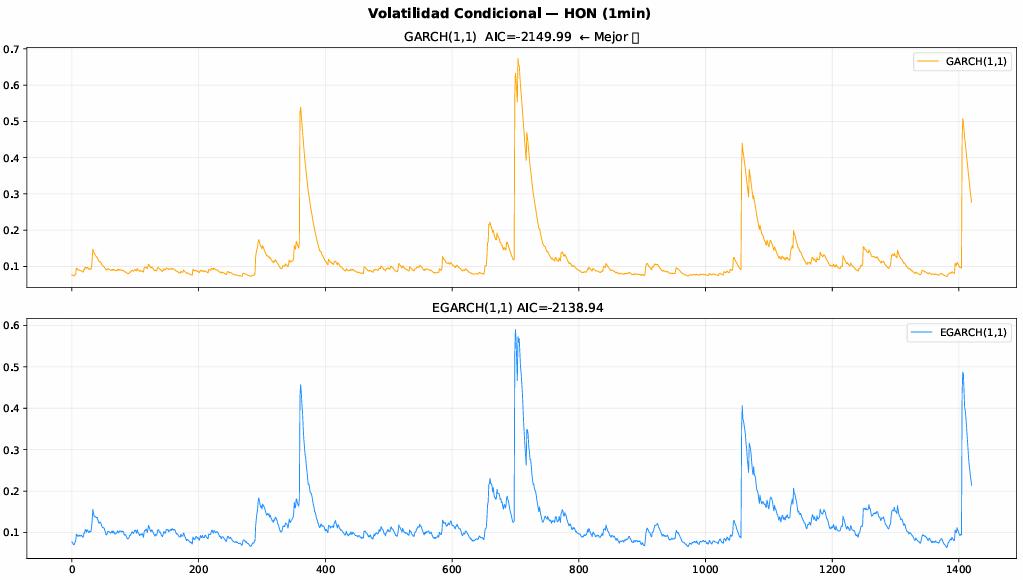 Volatilidad Condicional — HON (1min)
GARCH(1,1)  AIC=-2149.99  ← Mejor
GARCH(1,1)
0.7
0.6
0.5
0.4
0.3
0.2
0.1
EGARCH(1,1) AIC=-2138.94
EGARCH(1,1)
0.6
0.5
0.4
0.3
0.2
0.1
0 200 400 600 800 1000 1200 1400